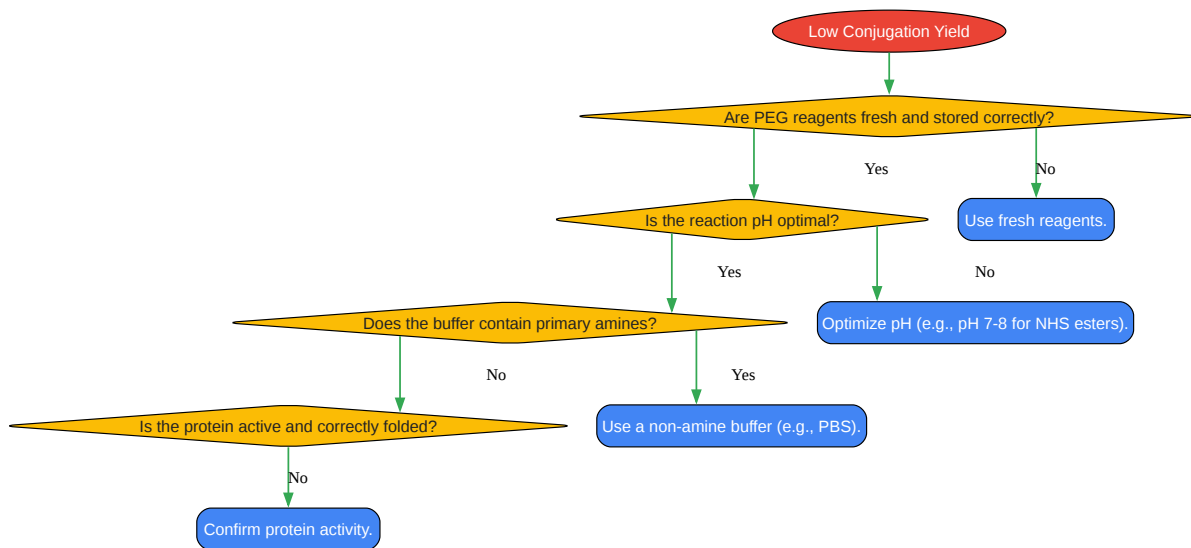 Low Conjugation Yield
Are PEG reagents fresh and stored correctly?
Yes
No
Is the reaction pH optimal?
Use fresh reagents.
Yes
No
Does the buffer contain primary amines?
Optimize pH (e.g., pH 7-8 for NHS esters).
No
Yes
Is the protein active and correctly folded?
Use a non-amine buffer (e.g., PBS).
No
Confirm protein activity.